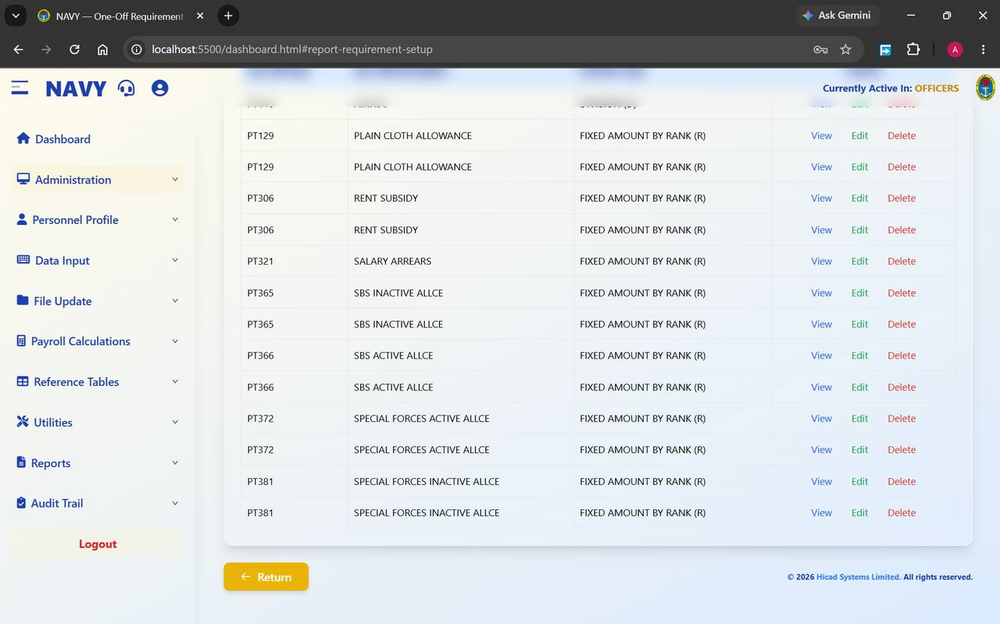 NAVY — One-Off Requirement
Ask Gemini
localhost:5500/dashboard.html#report-requirement-setup
A
NAVY
Currently Active In: OFFICERS
Dashboard
Administration
Personnel Profile
Data Input
File Update
Payroll Calculations
Reference Tables
Utilities
Reports
Audit Trail
Logout
View Edit Delete
PT129 PLAIN CLOTH ALLOWANCE FIXED AMOUNT BY RANK (R) View Edit Delete
PT129 PLAIN CLOTH ALLOWANCE FIXED AMOUNT BY RANK (R) View Edit Delete
PT306 RENT SUBSIDY FIXED AMOUNT BY RANK (R) View Edit Delete
PT306 RENT SUBSIDY FIXED AMOUNT BY RANK (R) View Edit Delete
PT321 SALARY ARREARS FIXED AMOUNT BY RANK (R) View Edit Delete
PT365 SBS INACTIVE ALLCE FIXED AMOUNT BY RANK (R) View Edit Delete
PT365 SBS INACTIVE ALLCE FIXED AMOUNT BY RANK (R) View Edit Delete
PT366 SBS ACTIVE ALLCE FIXED AMOUNT BY RANK (R) View Edit Delete
PT366 SBS ACTIVE ALLCE FIXED AMOUNT BY RANK (R) View Edit Delete
PT372 SPECIAL FORCES ACTIVE ALLCE FIXED AMOUNT BY RANK (R) View Edit Delete
PT372 SPECIAL FORCES ACTIVE ALLCE FIXED AMOUNT BY RANK (R) View Edit Delete
PT381 SPECIAL FORCES INACTIVE ALLCE FIXED AMOUNT BY RANK (R) View Edit Delete
PT381 SPECIAL FORCES INACTIVE ALLCE FIXED AMOUNT BY RANK (R) View Edit Delete
Return
© 2026 Hicad Systems Limited. All rights reserved.